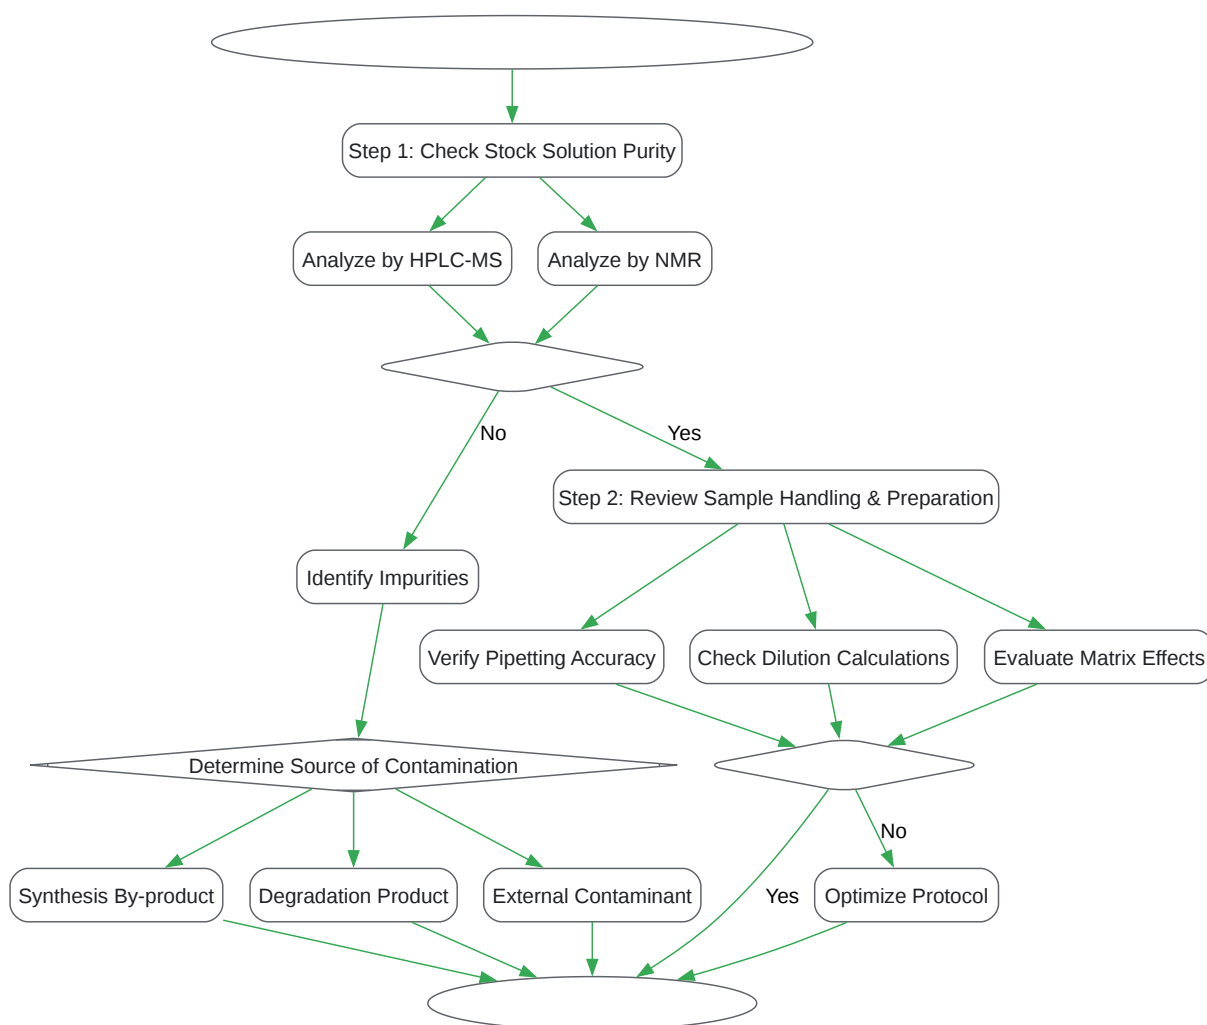 Step 1: Check Stock Solution Purity
Analyze by HPLC-MS
Analyze by NMR
No
Yes
Step 2: Review Sample Handling & Preparation
Identify Impurities
Verify Pipetting Accuracy
Check Dilution Calculations
Evaluate Matrix Effects
Determine Source of Contamination
No
Synthesis By-product
Degradation Product
External Contaminant
Yes
Optimize Protocol